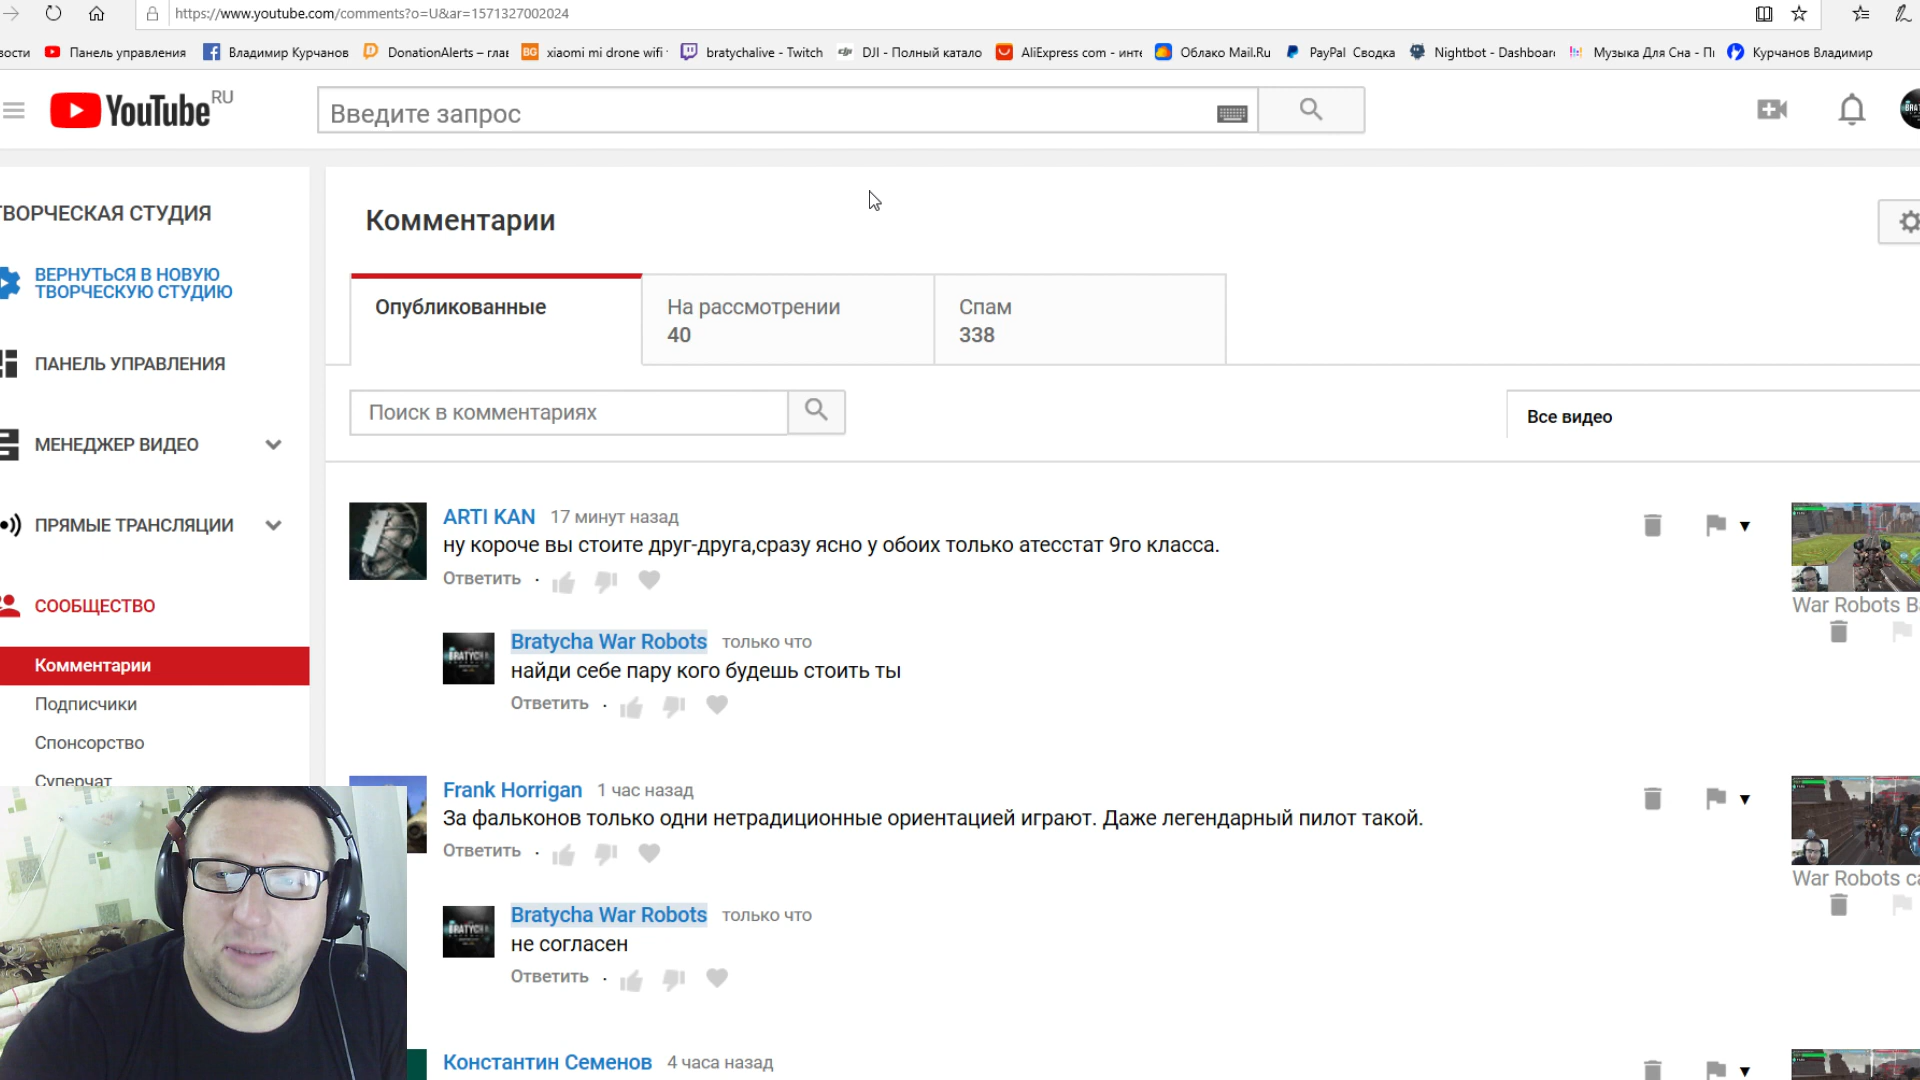 https://www.youtube.com/comments?o=U&ar=1571327002024
вости Панель управления Владимир Курчанов DonationAlerts – глав xiaomi mi drone wifi bratychalive - Twitch DJI - Полный катало AliExpress com - инте Облако Mail.Ru PayPal Сводка Nightbot - Dashboar Музыка Для Сна - П Курчанов Владимир
YouTube RU
Введите запрос
ТВОРЧЕСКАЯ СТУДИЯ
ВЕРНУТЬСЯ В НОВУЮ
ТВОРЧЕСКУЮ СТУДИЮ
ПАНЕЛЬ УПРАВЛЕНИЯ
МЕНЕДЖЕР ВИДЕО
ПРЯМЫЕ ТРАНСЛЯЦИИ
СООБЩЕСТВО
Комментарии
Подписчики
Спонсорство
Суперчат
Комментарии
Опубликованные
На рассмотрении
40
Спам
338
Поиск в комментариях
Все видео
ARTI KAN 17 минут назад
ну короче вы стоите друг-друга,сразу ясно у обоих только атесстат 9го класса.
Ответить
War Robots B
Bratycha War Robots только что
найди себе пару кого будешь стоить ты
Ответить
Frank Horrigan 1 час назад
За фальконов только одни нетрадиционные ориентацией играют. Даже легендарный пилот такой.
Ответить
War Robots ca
Bratycha War Robots только что
не согласен
Ответить
Константин Семенов 4 часа назад